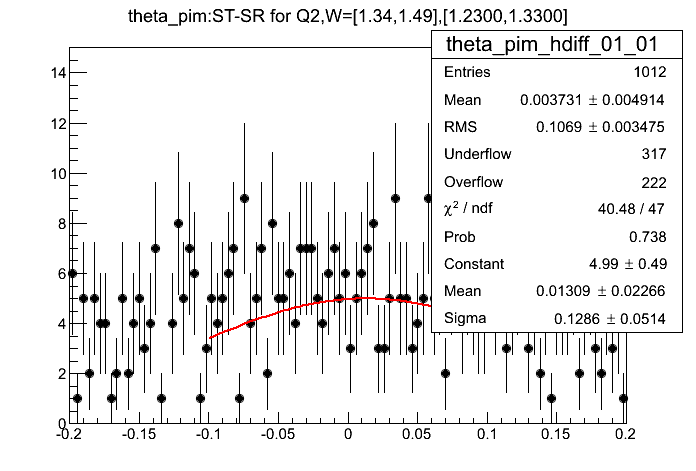 theta_pim:ST-SR for Q2,W=[1.34,1.49],[1.2300,1.3300]
theta_pim_hdiff_01_01
Entries 1012
Mean 0.003731 ± 0.004914
RMS 0.1069 ± 0.003475
Underflow 317
Overflow 222
χ² / ndf 40.48 / 47
Prob 0.738
Constant 4.99 ± 0.49
Mean 0.01309 ± 0.02266
Sigma 0.1286 ± 0.0514
14
12
10
8
6
4
2
0
-0.2 -0.15 -0.1 -0.05 0 0.05 0.1 0.15 0.2